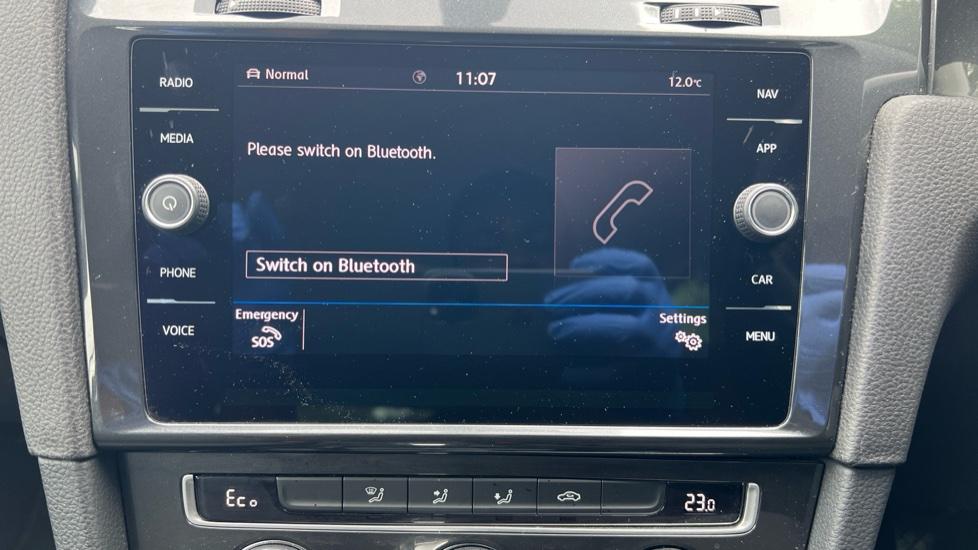 RADIO
MEDIA
PHONE
VOICE
Normal
11:07
12.0°C
Please switch on Bluetooth.
Switch on Bluetooth
Emergency
SOS
Settings
NAV
APP
CAR
MENU
Eco
23.0